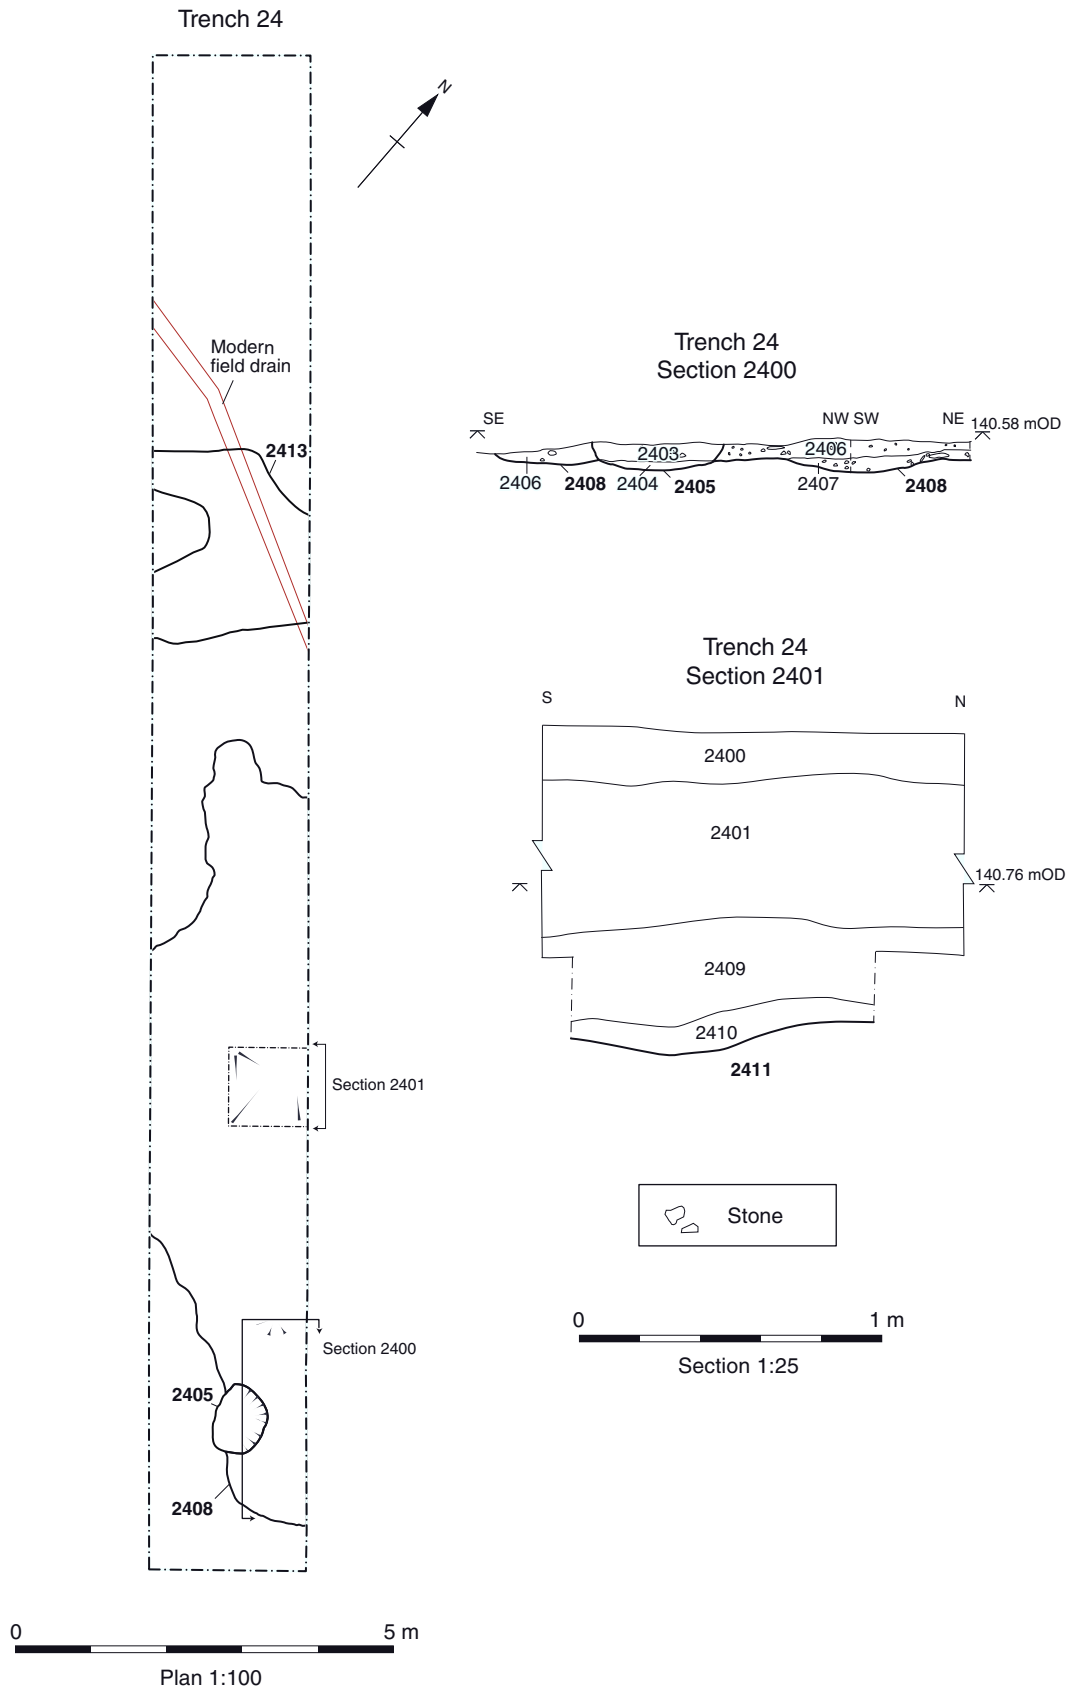 Trench 24
N
Modern
field drain
2413
Section 2401
Section 2400
2405
2408
0 5 m
Plan 1:100
Trench 24
Section 2400
SE NW SW NE 140.58 mOD
2403 2406
2406 2408 2404 2405 2407 2408
Trench 24
Section 2401
S N
2400
2401
140.76 mOD
2409
2410
2411
Stone
0 1 m
Section 1:25